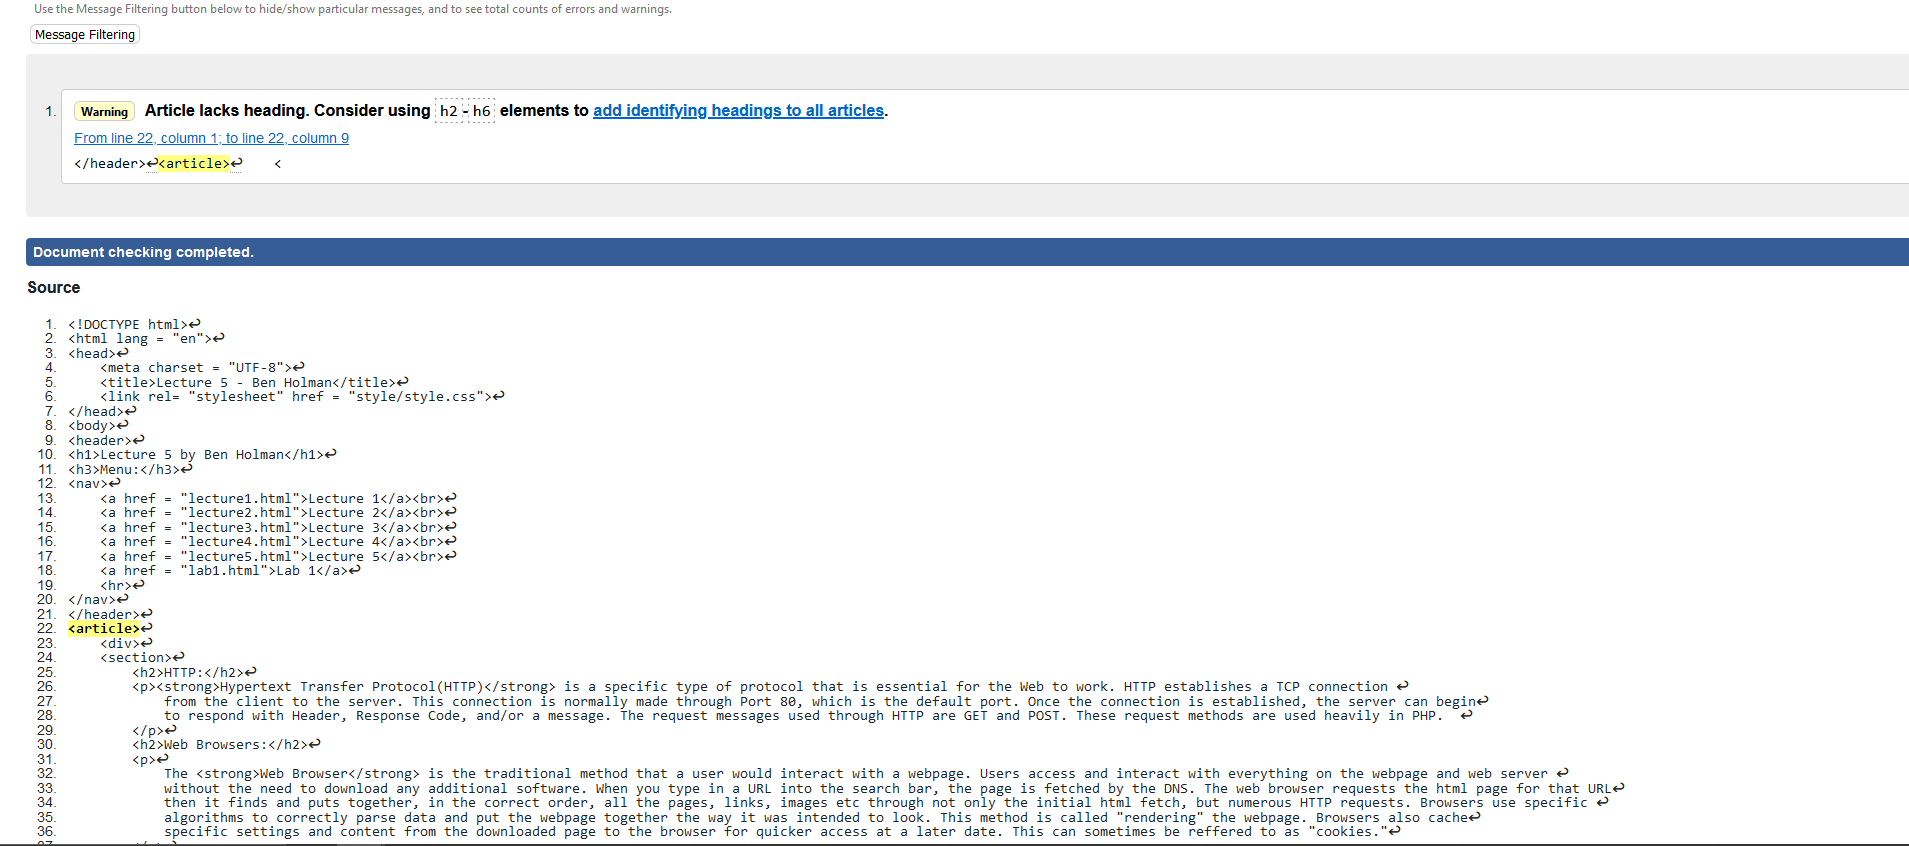 Use the Message Filtering button below to hide/show particular messages, and to see total counts of errors and warnings.
Message Filtering
1. Warning Article lacks heading. Consider using h2-h6 elements to add identifying headings to all articles.
From line 22, column 1; to line 22, column 9
</header>↩<article>↩    <
Document checking completed.
Source
1. <!DOCTYPE html>↩
2. <html lang = "en">↩
3. <head>↩
4.     <meta charset = "UTF-8">↩
5.     <title>Lecture 5 - Ben Holman</title>↩
6.     <link rel= "stylesheet" href = "style/style.css">↩
7. </head>↩
8. <body>↩
9. <header>↩
10. <h1>Lecture 5 by Ben Holman</h1>↩
11. <h3>Menu:</h3>↩
12. <nav>↩
13.     <a href = "lecture1.html">Lecture 1</a><br>↩
14.     <a href = "lecture2.html">Lecture 2</a><br>↩
15.     <a href = "lecture3.html">Lecture 3</a><br>↩
16.     <a href = "lecture4.html">Lecture 4</a><br>↩
17.     <a href = "lecture5.html">Lecture 5</a><br>↩
18.     <a href = "lab1.html">Lab 1</a>↩
19.     <hr>↩
20. </nav>↩
21. </header>↩
22. <article>↩
23.     <div>↩
24.     <section>↩
25.         <h2>HTTP:</h2>↩
26.         <p><strong>Hypertext Transfer Protocol(HTTP)</strong> is a specific type of protocol that is essential for the Web to work. HTTP establishes a TCP connection ↩
27.             from the client to the server. This connection is normally made through Port 80, which is the default port. Once the connection is established, the server can begin↩
28.             to respond with Header, Response Code, and/or a message. The request messages used through HTTP are GET and POST. These request methods are used heavily in PHP.  ↩
29.         </p>↩
30.         <h2>Web Browsers:</h2>↩
31.         <p>↩
32.             The <strong>Web Browser</strong> is the traditional method that a user would interact with a webpage. Users access and interact with everything on the webpage and web server ↩
33.             without the need to download any additional software. When you type in a URL into the search bar, the page is fetched by the DNS. The web browser requests the html page for that URL↩
34.             then it finds and puts together, in the correct order, all the pages, links, images etc through not only the initial html fetch, but numerous HTTP requests. Browsers use specific ↩
35.             algorithms to correctly parse data and put the webpage together the way it was intended to look. This method is called "rendering" the webpage. Browsers also cache↩
36.             specific settings and content from the downloaded page to the browser for quicker access at a later date. This can sometimes be reffered to as "cookies."↩